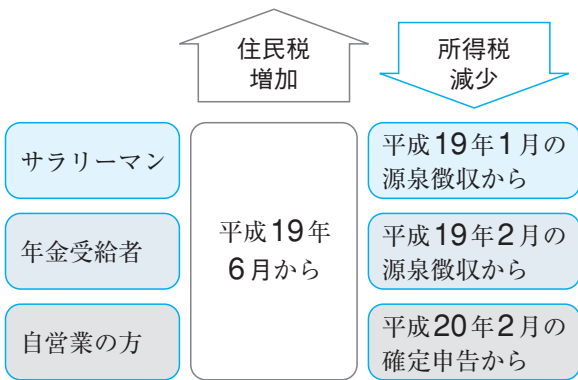 住民税
増加
所得税
減少
サラリーマン
年金受給者
自営業の方
平成19年
6月から
平成19年1月の
源泉徴収から
平成19年2月の
源泉徴収から
平成20年2月の
確定申告から